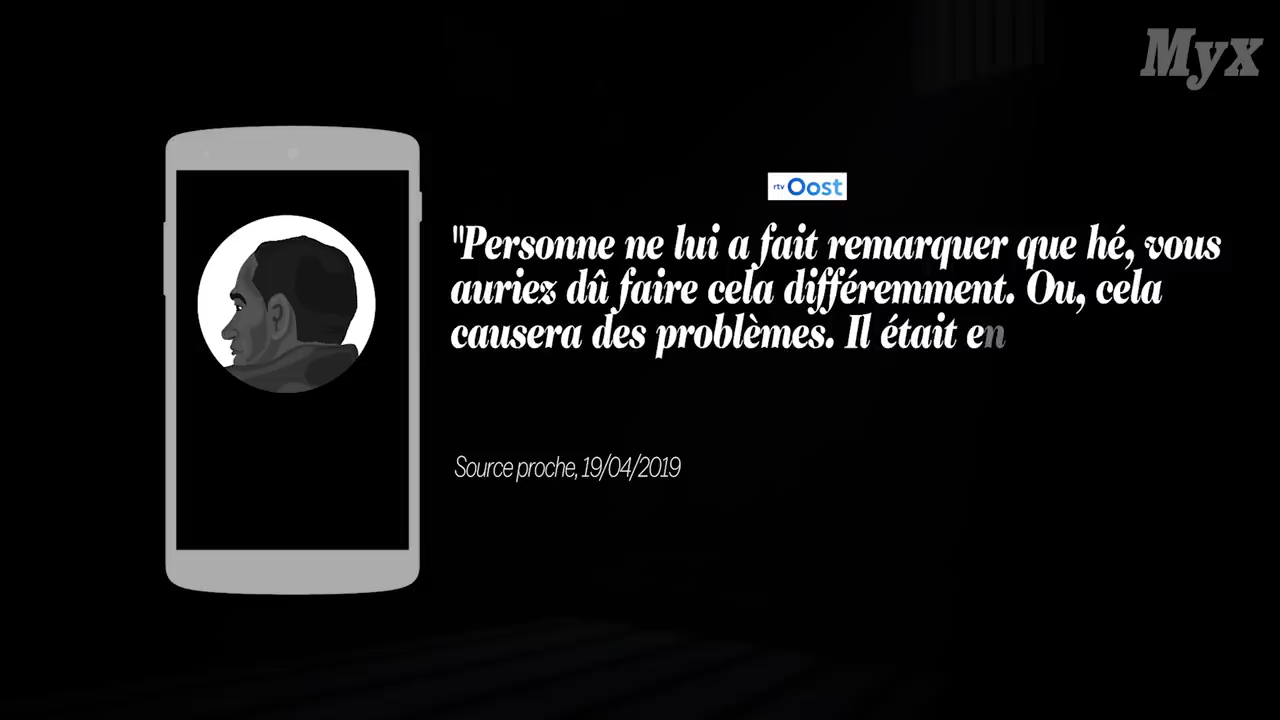 Myx
rtv Oost
"Personne ne lui a fait remarquer que hé, vous
auriez dû faire cela différemment. Ou, cela
causera des problèmes. Il était en
Source proche, 19/04/2019